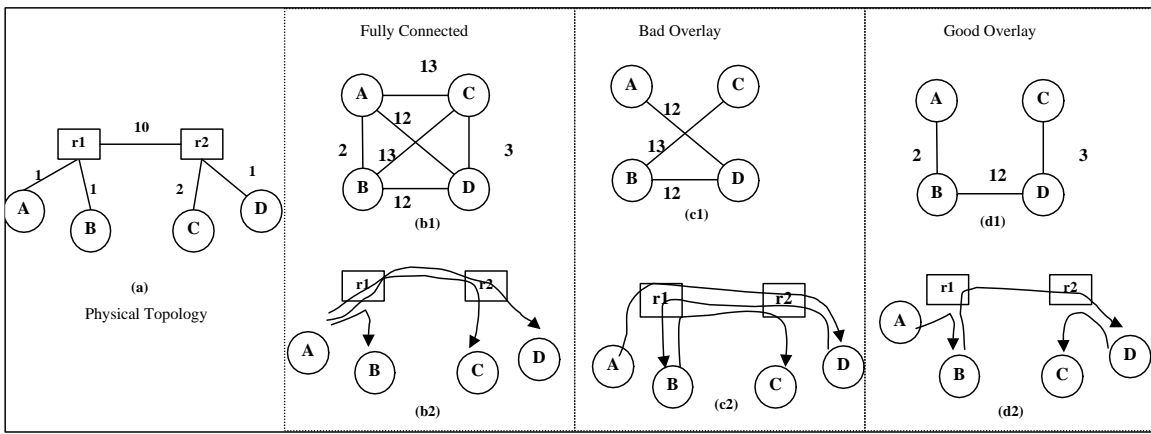 10
r1
r2
1
1
2
1
A
B
C
D
(a)
Physical Topology
Fully Connected
13
A
C
12
2
13
3
B
D
12
(b1)
r1
r2
A
B
C
D
(b2)
Bad Overlay
A
C
12
13
B
D
12
(c1)
r1
r2
A
B
C
D
(c2)
Good Overlay
A
C
2
3
12
B
D
(d1)
r1
r2
A
B
C
D
(d2)